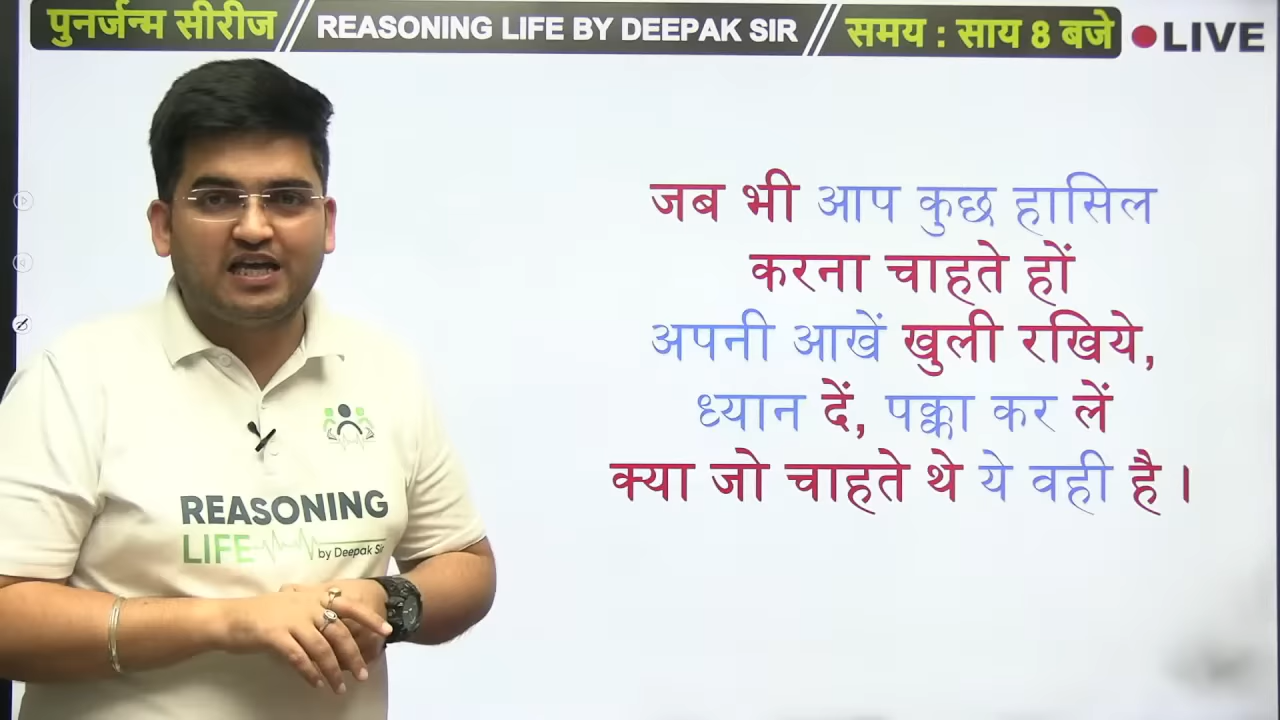 पुनर्जन्म सीरीज // REASONING LIFE BY DEEPAK SIR // समय : साय 8 बजे LIVE
जब भी आप कुछ हासिल
करना चाहते हों
अपनी आखें खुली रखिये,
ध्यान दें, पक्का कर लें
क्या जो चाहते थे ये वही है ।
REASONING
LIFE by Deepak Sir